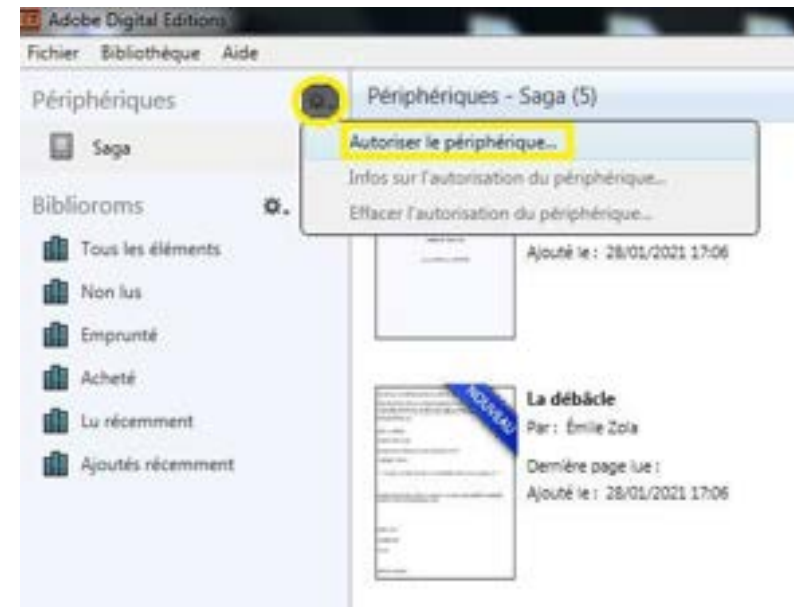 Adobe Digital Editions
Fichier Bibliothèque Aide
Périphériques
Périphériques - Saga (5)
Saga
Autoriser le périphérique...
Infos sur l'autorisation du périphérique...
Effacer l'autorisation du périphérique...
Biblioroms
Tous les éléments
Non lus
Emprunté
Acheté
Lu récemment
Ajoutés récemment
Ajouté le : 28/01/2021 17:06
NOUVEAU
La débâcle
Par : Émile Zola
Dernière page lue :
Ajouté le : 28/01/2021 17:06